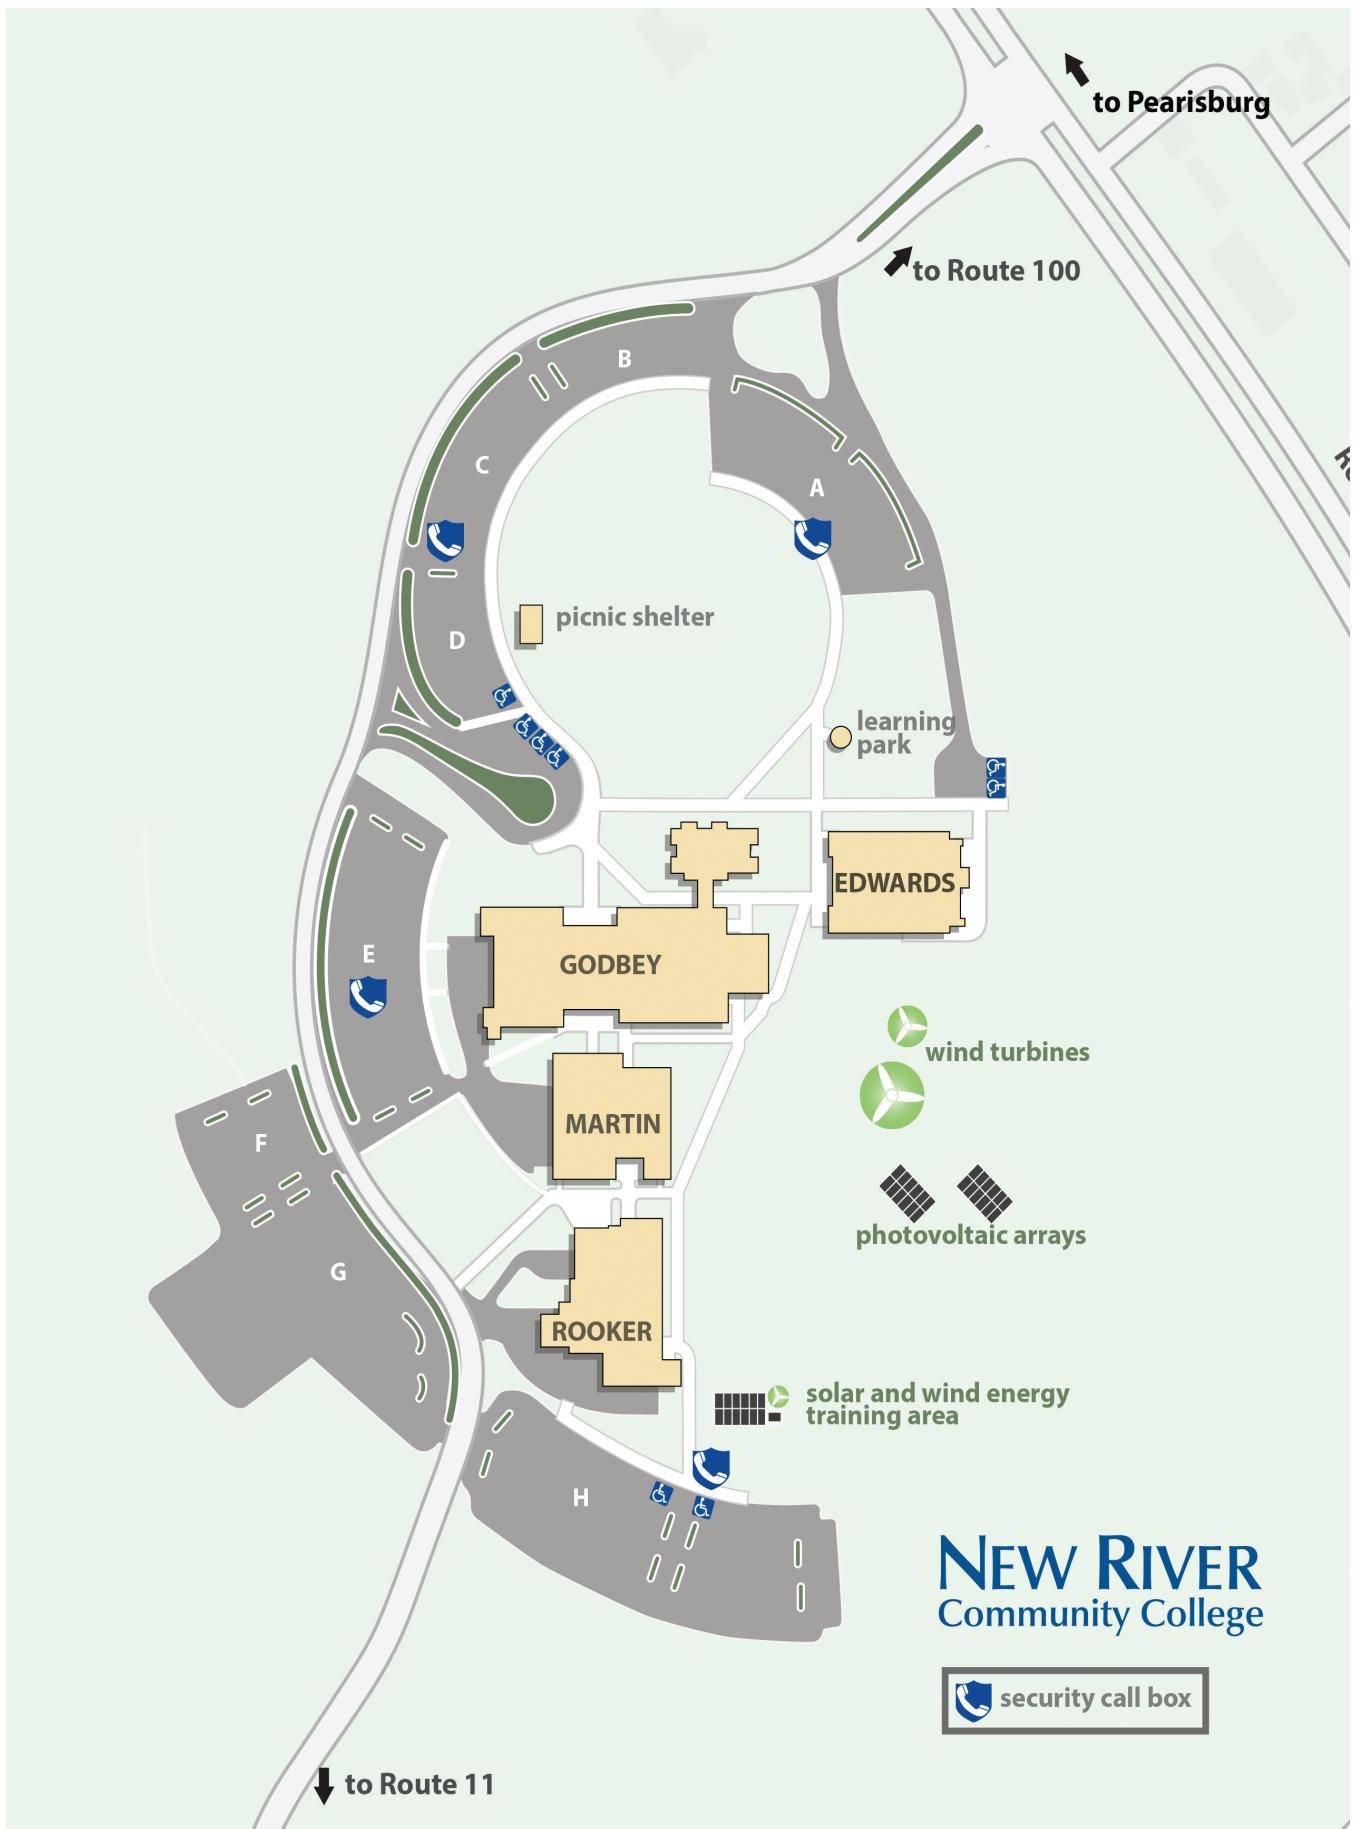 to Pearisburg
to Route 100
B
C
A
picnic shelter
D
learning
park
EDWARDS
E
GODBEY
wind turbines
MARTIN
F
photovoltaic arrays
G
ROOKER
solar and wind energy
training area
H
NEW RIVER
Community College
security call box
to Route 11